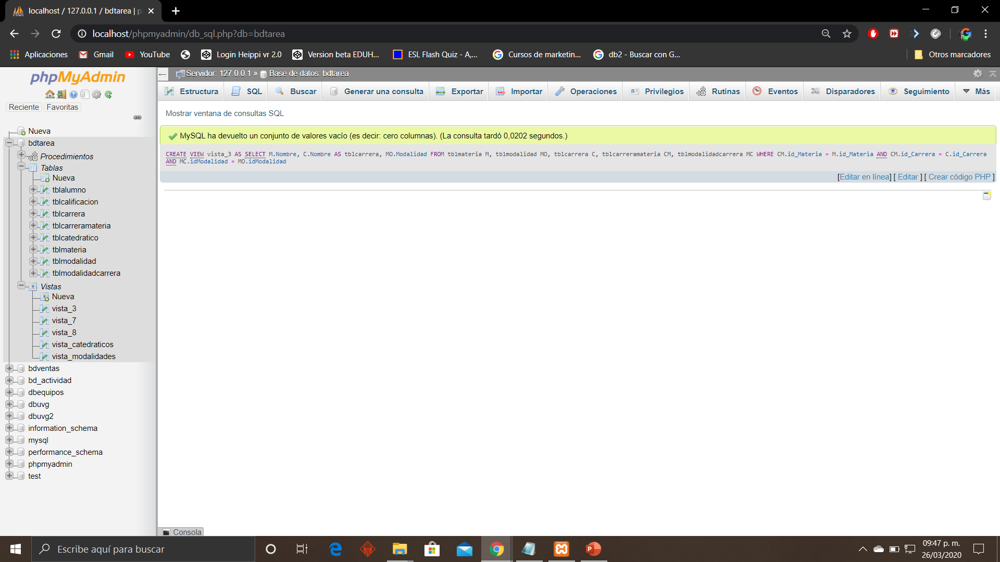 localhost / 127.0.0.1 / bdtarea | p
localhost/phpmyadmin/db_sql.php?db=bdtarea
Aplicaciones Gmail YouTube Login Heippi vr 2.0 Version beta EDUH... ESL Flash Quiz - A,... Cursos de marketin... db2 - Buscar con G... Otros marcadores
phpMyAdmin
Reciente Favoritas
Nueva
bdtarea
Procedimientos
Tablas
Nueva
tblalumno
tblcalificacion
tblcarrera
tblcarreramateria
tblcatedratico
tblmateria
tblmodalidad
tblmodalidadcarrera
Vistas
Nueva
vista_3
vista_7
vista_8
vista_catedraticos
vista_modalidades
bdventas
bd_actividad
dbequipos
dbuvg
dbuvg2
information_schema
mysql
performance_schema
phpmyadmin
test
Servidor: 127.0.0.1 » Base de datos: bdtarea
Estructura SQL Buscar Generar una consulta Exportar Importar Operaciones Privilegios Rutinas Eventos Disparadores Seguimiento Más
Mostrar ventana de consultas SQL
MySQL ha devuelto un conjunto de valores vacío (es decir: cero columnas). (La consulta tardó 0,0202 segundos.)
CREATE VIEW vista_3 AS SELECT M.Nombre, C.Nombre AS tblcarrera, MO.Modalidad FROM tblmateria M, tblmodalidad MO, tblcarrera C, tblcarreramateria CM, tblmodalidadcarrera MC WHERE CM.id_Materia = M.id_Materia AND CM.id_Carrera = C.id_Carrera
AND MC.idModalidad = MO.idModalidad
[Editar en línea] [ Editar ] [ Crear código PHP ]
Consola
Escribe aquí para buscar
09:47 p. m.
26/03/2020